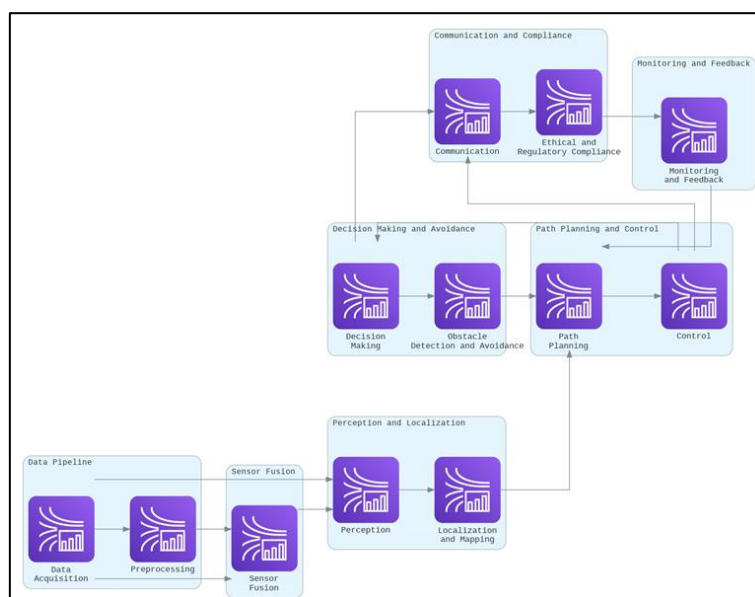 Communication and Compliance
Monitoring and Feedback
Communication
Ethical and
Regulatory Compliance
Monitoring
and Feedback
Decision Making and Avoidance
Path Planning and Control
Decision
Making
Obstacle
Detection and Avoidance
Path
Planning
Control
Perception and Localization
Data Pipeline
Sensor Fusion
Perception
Localization
and Mapping
Data
Acquisition
Preprocessing
Sensor
Fusion